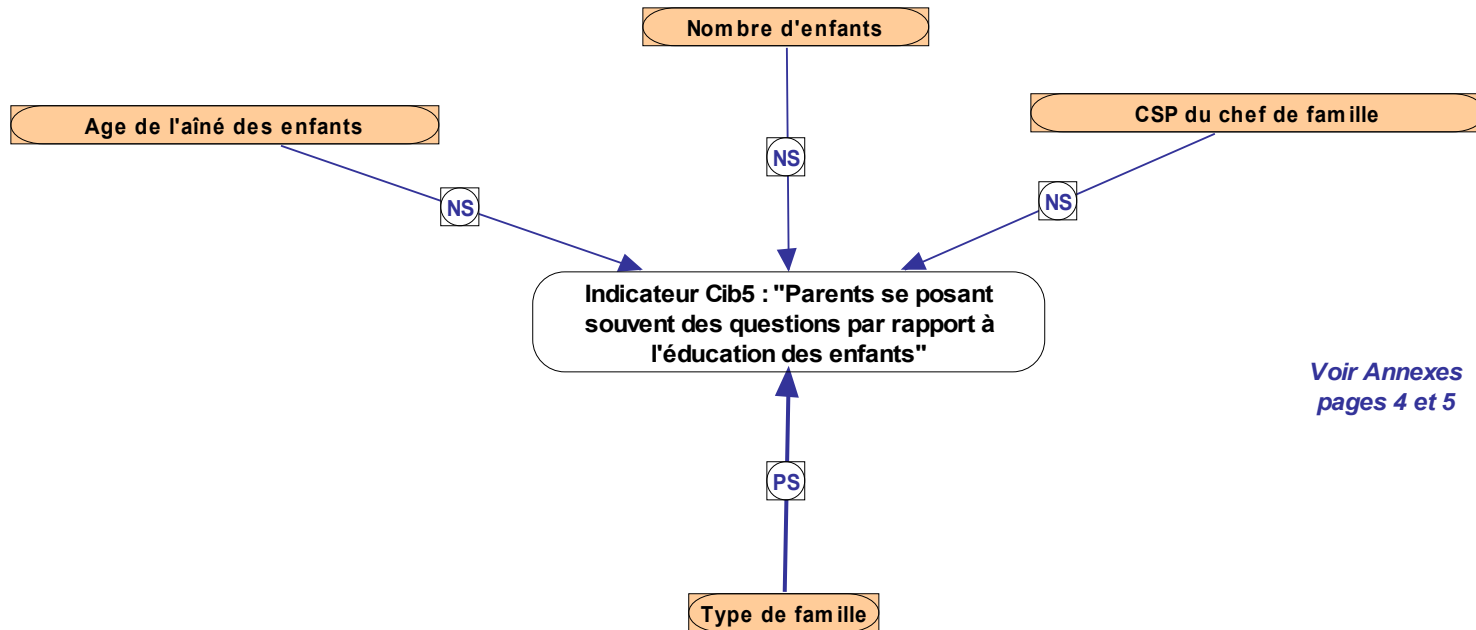 Nombre d'enfants
Age de l'aîné des enfants
CSP du chef de famille
NS
NS
NS
Indicateur Cib5 : "Parents se posant
souvent des questions par rapport à
l'éducation des enfants"
Voir Annexes
pages 4 et 5
PS
Type de famille